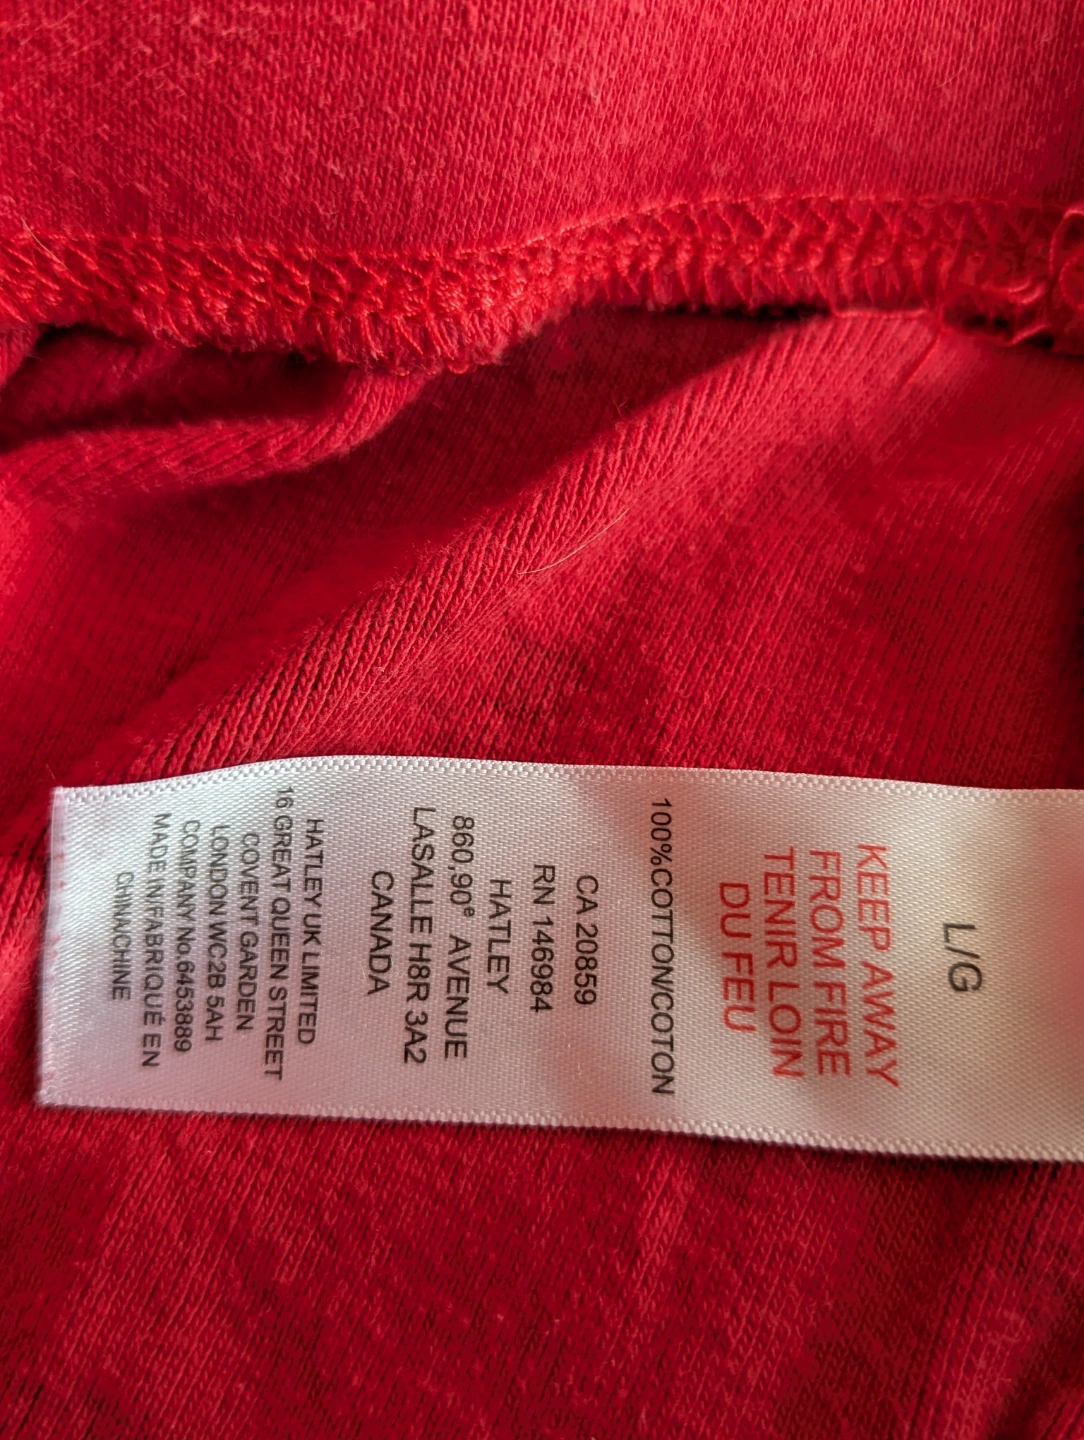 L/G
KEEP AWAY
FROM FIRE
TENIR LOIN
DU FEU
100%COTTON/COTON
CA 20859
RN 146984
HATLEY
860,90e AVENUE
LASALLE H8R 3A2
CANADA
HATLEY UK LIMITED
16 GREAT QUEEN STREET
COVENT GARDEN
LONDON WC2B 5AH
COMPANY No.6453889
MADE IN/FABRIQUÉ EN
CHINA/CHINE